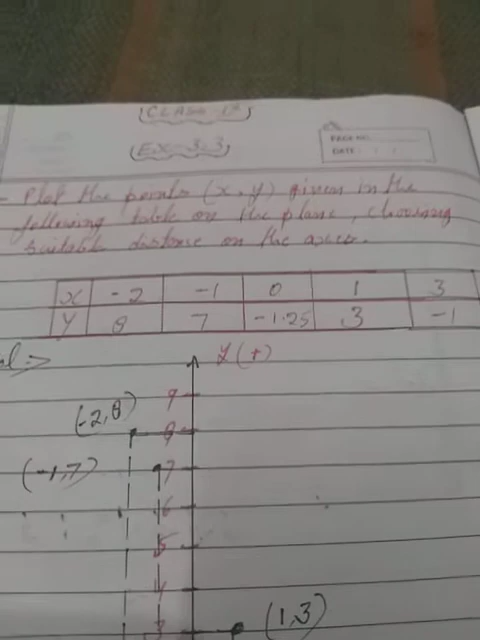 CLASS-9th
EX-3.3
PAGE NO.
DATE:
- Plot the points (x, y) given in the
following table on the plane, choosing
suitable distance on the axes.
x -2 -1 0 1 3
y 8 7 -1.25 3 -1
Sol:->
Y (+)
9
(-2,8) 8
(-1,7) 7
6
5
4
(1,3)
3